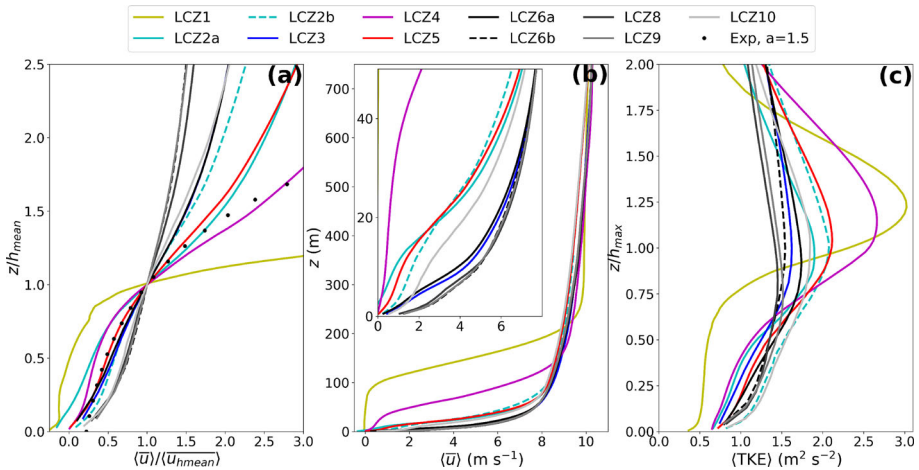 LCZ1 LCZ2b LCZ4 LCZ6a LCZ8 LCZ10
LCZ2a LCZ3 LCZ5 LCZ6b LCZ9 Exp, a=1.5
(a) (b) (c)
2.5
2.0
1.5
1.0
0.5
0
0.0 0.5 1.0 1.5 2.0 2.5 3.0
z/h_mean
⟨u̅⟩/⟨u̅_hmean⟩
700
600
500
400
300
200
100
0
0 2 4 6 8 10
z (m)
⟨u̅⟩ (m s⁻¹)
40
20
0
0 2 4 6
2.00
1.75
1.50
1.25
1.00
0.75
0.50
0.25
0.00
0.0 0.5 1.0 1.5 2.0 2.5 3.0
z/h_max
⟨TKE⟩ (m² s⁻²)